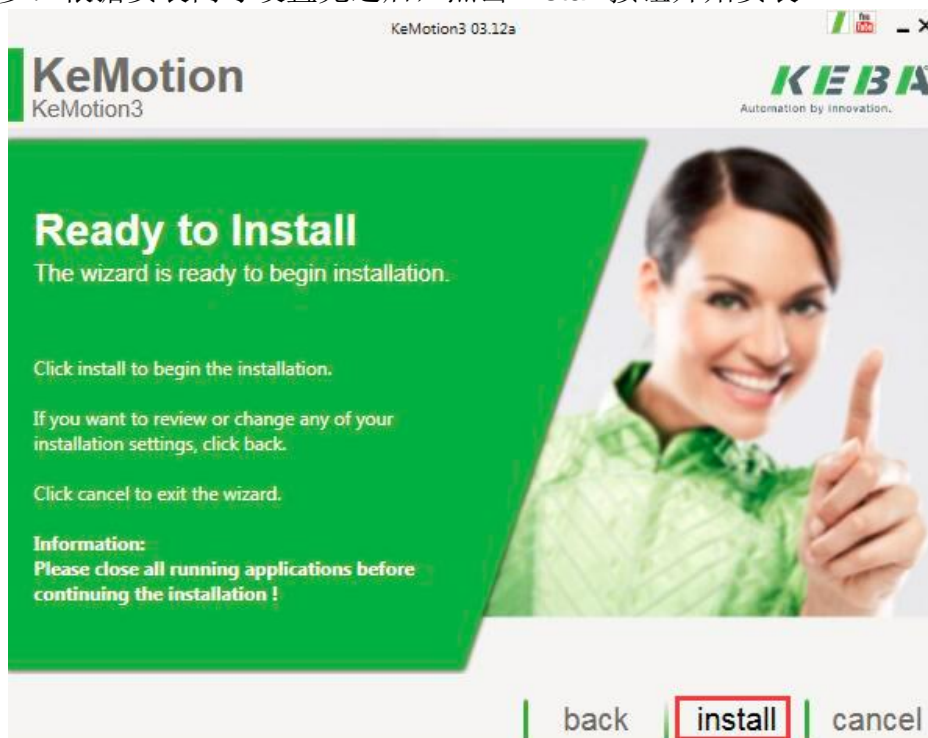 KeMotion3 03.12a
KeMotion
KeMotion3
KEBA
Automation by innovation.
Ready to Install
The wizard is ready to begin installation.
Click install to begin the installation.
If you want to review or change any of your
installation settings, click back.
Click cancel to exit the wizard.
Information:
Please close all running applications before
continuing the installation !
back
install
cancel